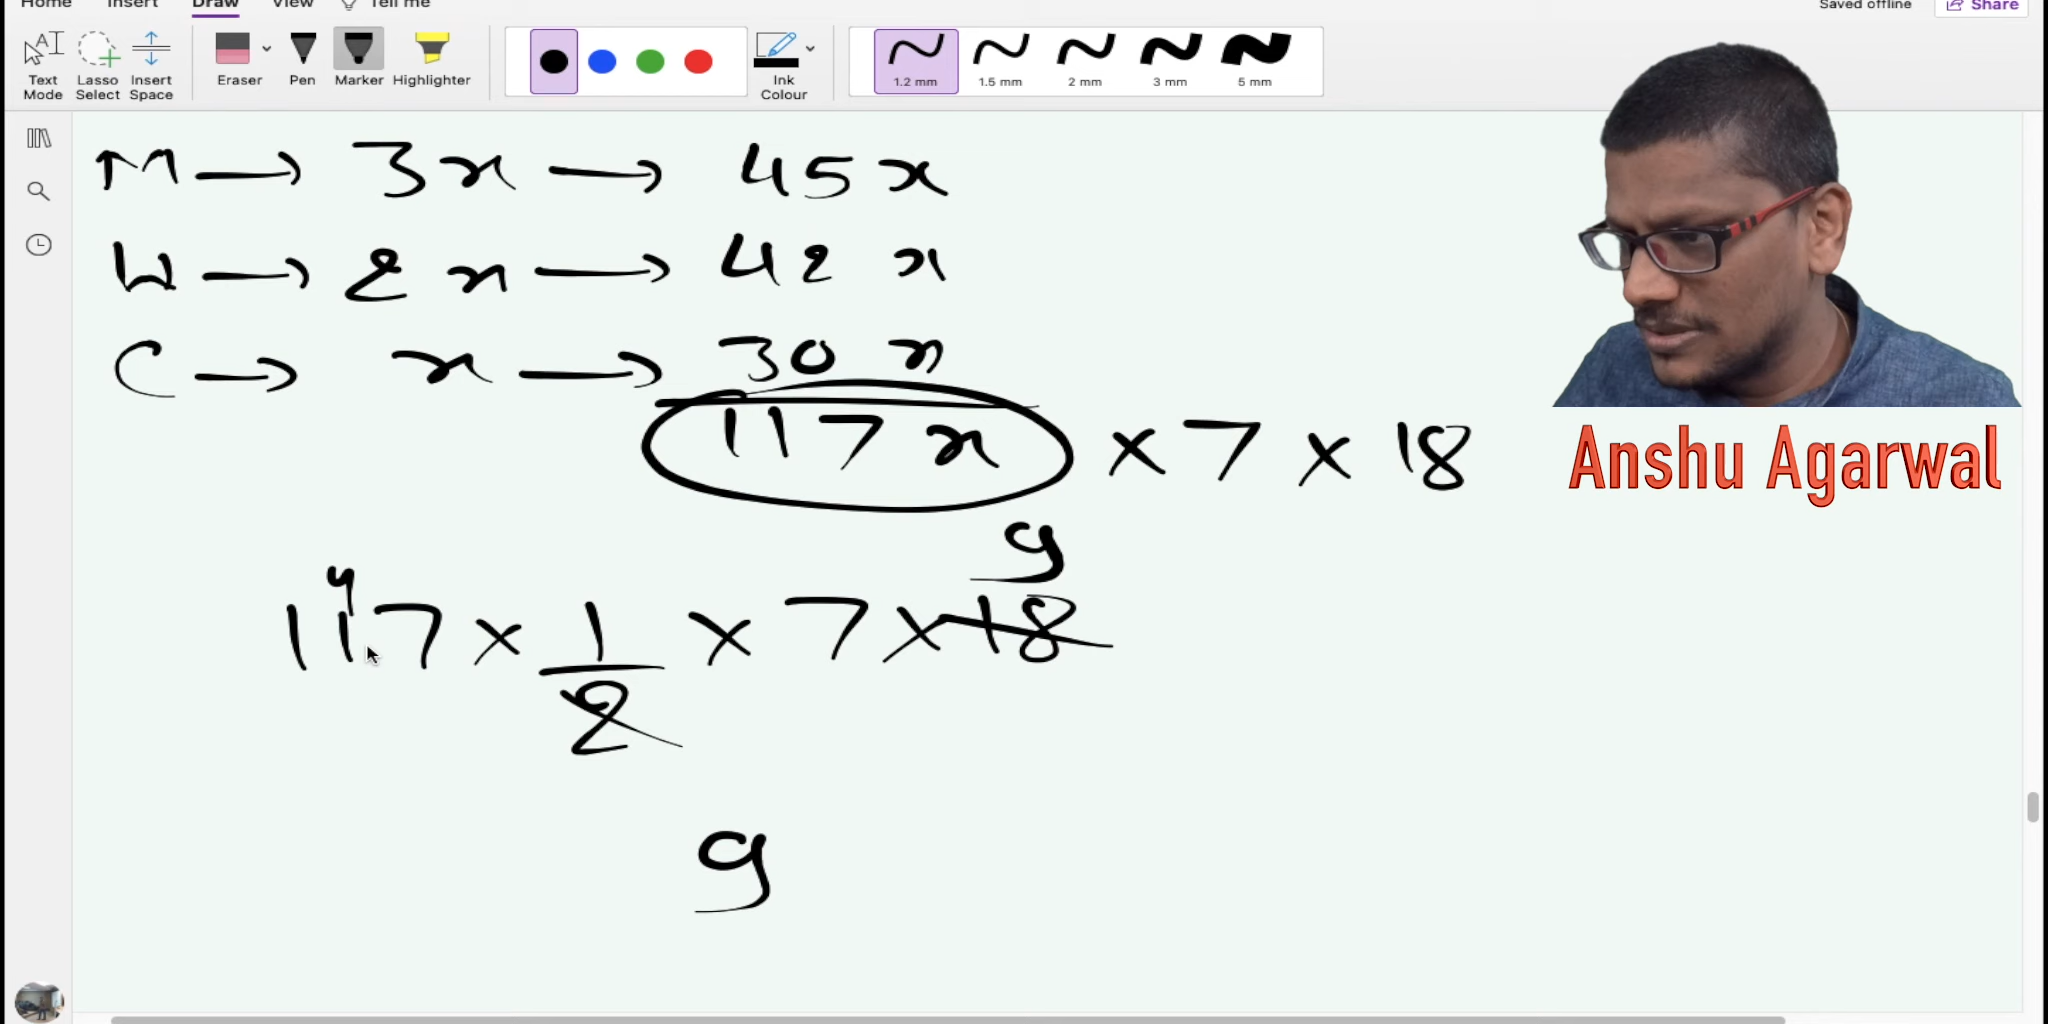 Home Insert Draw View Tell me Saved offline Share
Text Mode Lasso Select Insert Space Eraser Pen Marker Highlighter Ink Colour 1.2 mm 1.5 mm 2 mm 3 mm 5 mm
M → 3x → 45x
W → 2x → 42x
C → x → 30x
117x × 7 × 18
Anshu Agarwal
9
4
117 × 1/2 × 7 × 18
9